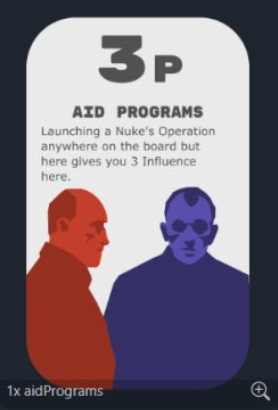 3P
AID PROGRAMS
Launching a Nuke's Operation
anywhere on the board but
here gives you 3 Influence
here.
1x aidPrograms